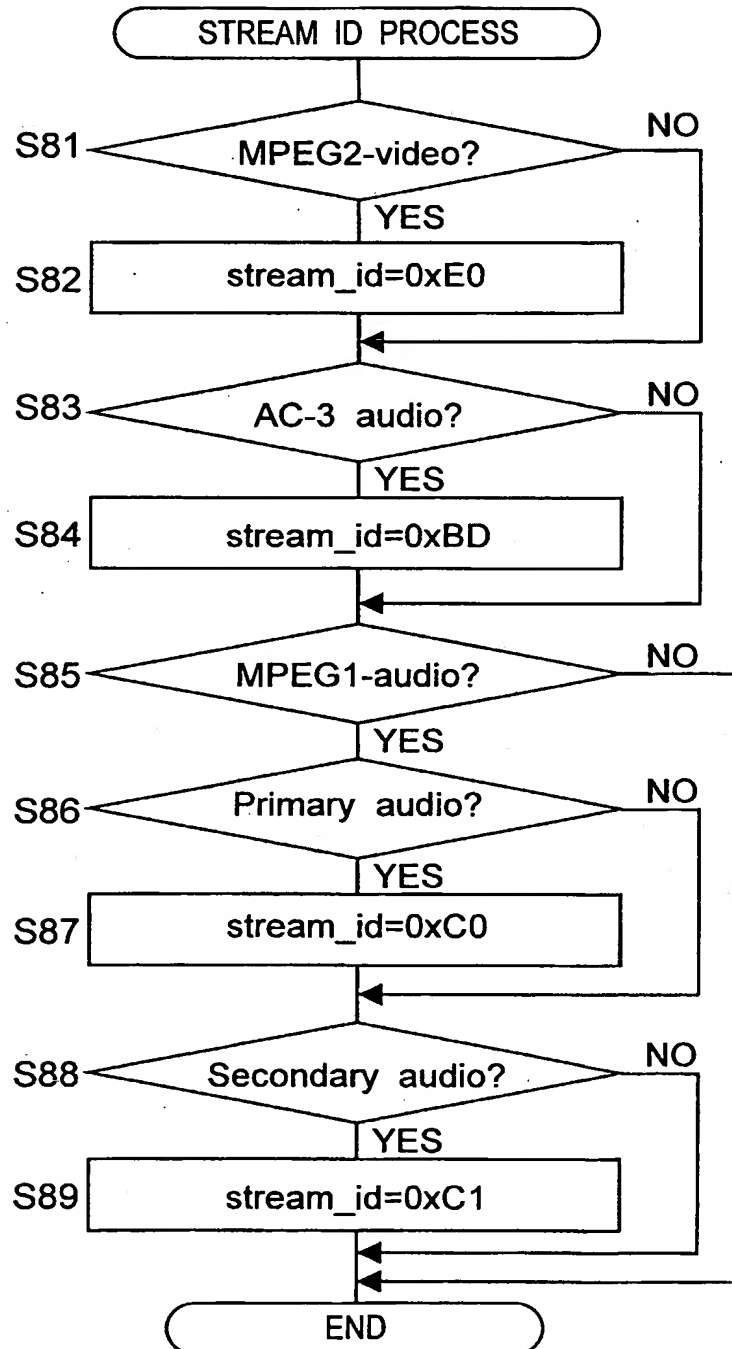 STREAM ID PROCESS
S81
MPEG2-video?
NO
YES
S82
stream_id=0xE0
S83
AC-3 audio?
NO
YES
S84
stream_id=0xBD
S85
MPEG1-audio?
NO
YES
S86
Primary audio?
NO
YES
S87
stream_id=0xC0
S88
Secondary audio?
NO
YES
S89
stream_id=0xC1
END